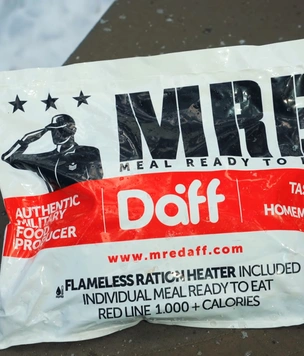 MRE
MEAL READY TO
AUTHENTIC
MILITARY
FOOD
PRODUCER
Däff
TAS
HOMEM
www.mredaff.com
FLAMELESS RATION HEATER INCLUDED
INDIVIDUAL MEAL READY TO EAT
RED LINE 1.000 + CALORIES